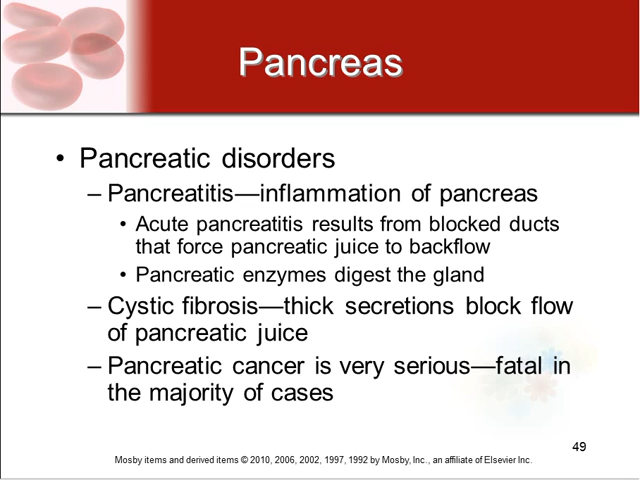 Pancreas
• Pancreatic disorders
– Pancreatitis—inflammation of pancreas
• Acute pancreatitis results from blocked ducts
that force pancreatic juice to backflow
• Pancreatic enzymes digest the gland
– Cystic fibrosis—thick secretions block flow
of pancreatic juice
– Pancreatic cancer is very serious—fatal in
the majority of cases
49
Mosby items and derived items © 2010, 2006, 2002, 1997, 1992 by Mosby, Inc., an affiliate of Elsevier Inc.